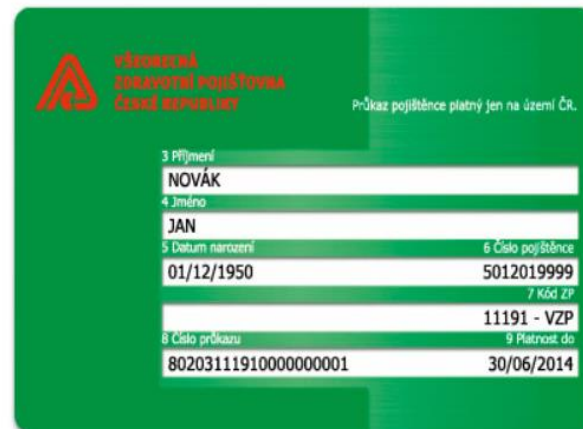 VŠEOBECNÁ
ZDRAVOTNÍ POJIŠŤOVNA
ČESKÉ REPUBLIKY
Průkaz pojištěnce platný jen na území ČR.
3 Příjmení
NOVÁK
4 Jméno
JAN
5 Datum narození 6 Číslo pojištěnce
01/12/1950 5012019999
7 Kód ZP
11191 - VZP
8 Číslo průkazu 9 Platnost do
80203111910000000001 30/06/2014